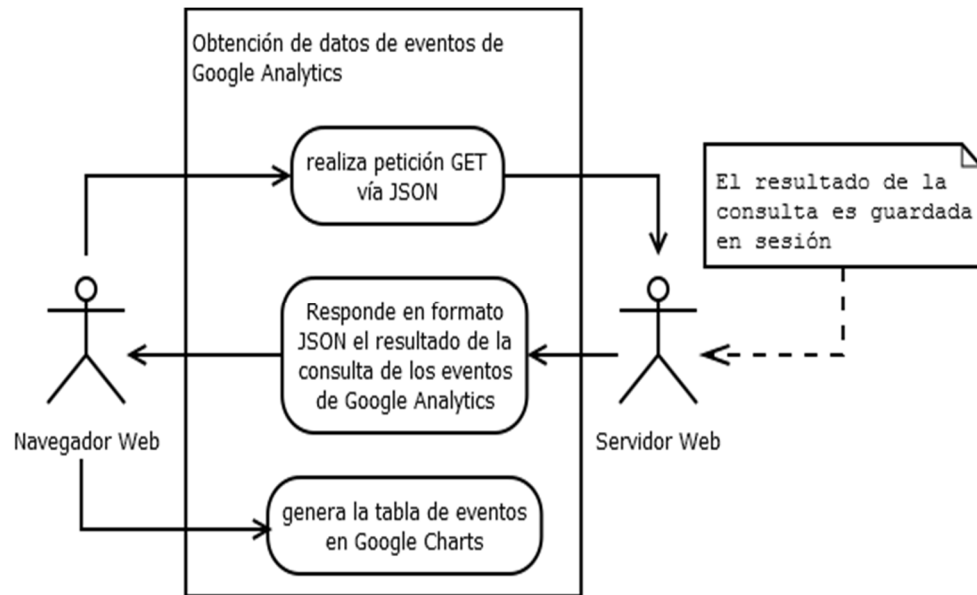 Obtención de datos de eventos de
Google Analytics
realiza petición GET
vía JSON
El resultado de la
consulta es guardada
en sesión
Responde en formato
JSON el resultado de la
consulta de los eventos
de Google Analytics
Navegador Web
Servidor Web
genera la tabla de eventos
en Google Charts